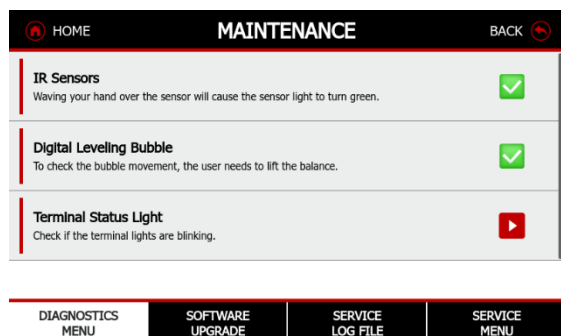 HOME MAINTENANCE BACK
IR Sensors
Waving your hand over the sensor will cause the sensor light to turn green.
Digital Leveling Bubble
To check the bubble movement, the user needs to lift the balance.
Terminal Status Light
Check if the terminal lights are blinking.
DIAGNOSTICS MENU
SOFTWARE UPGRADE
SERVICE LOG FILE
SERVICE MENU